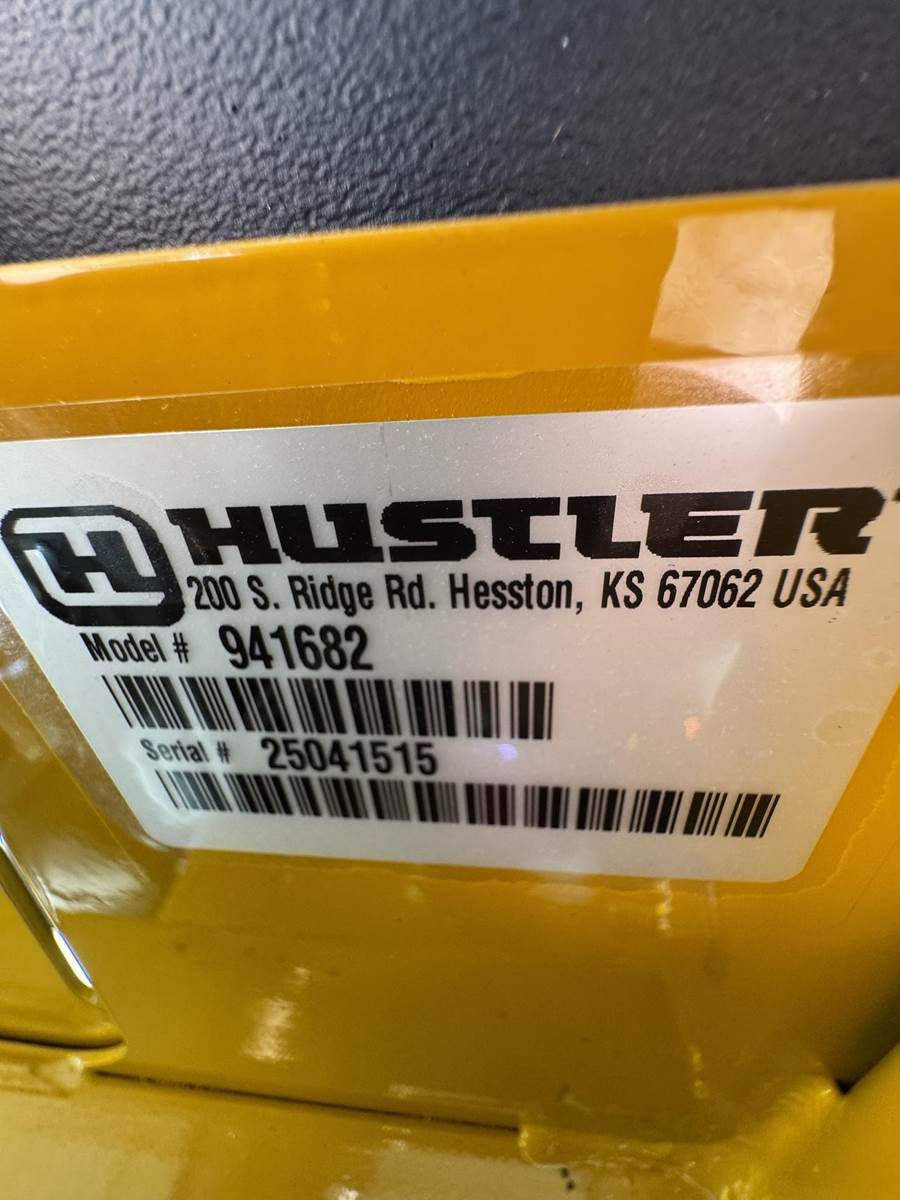 H HUSTLER
200 S. Ridge Rd. Hesston, KS 67062 USA
Model # 941682
Serial # 25041515